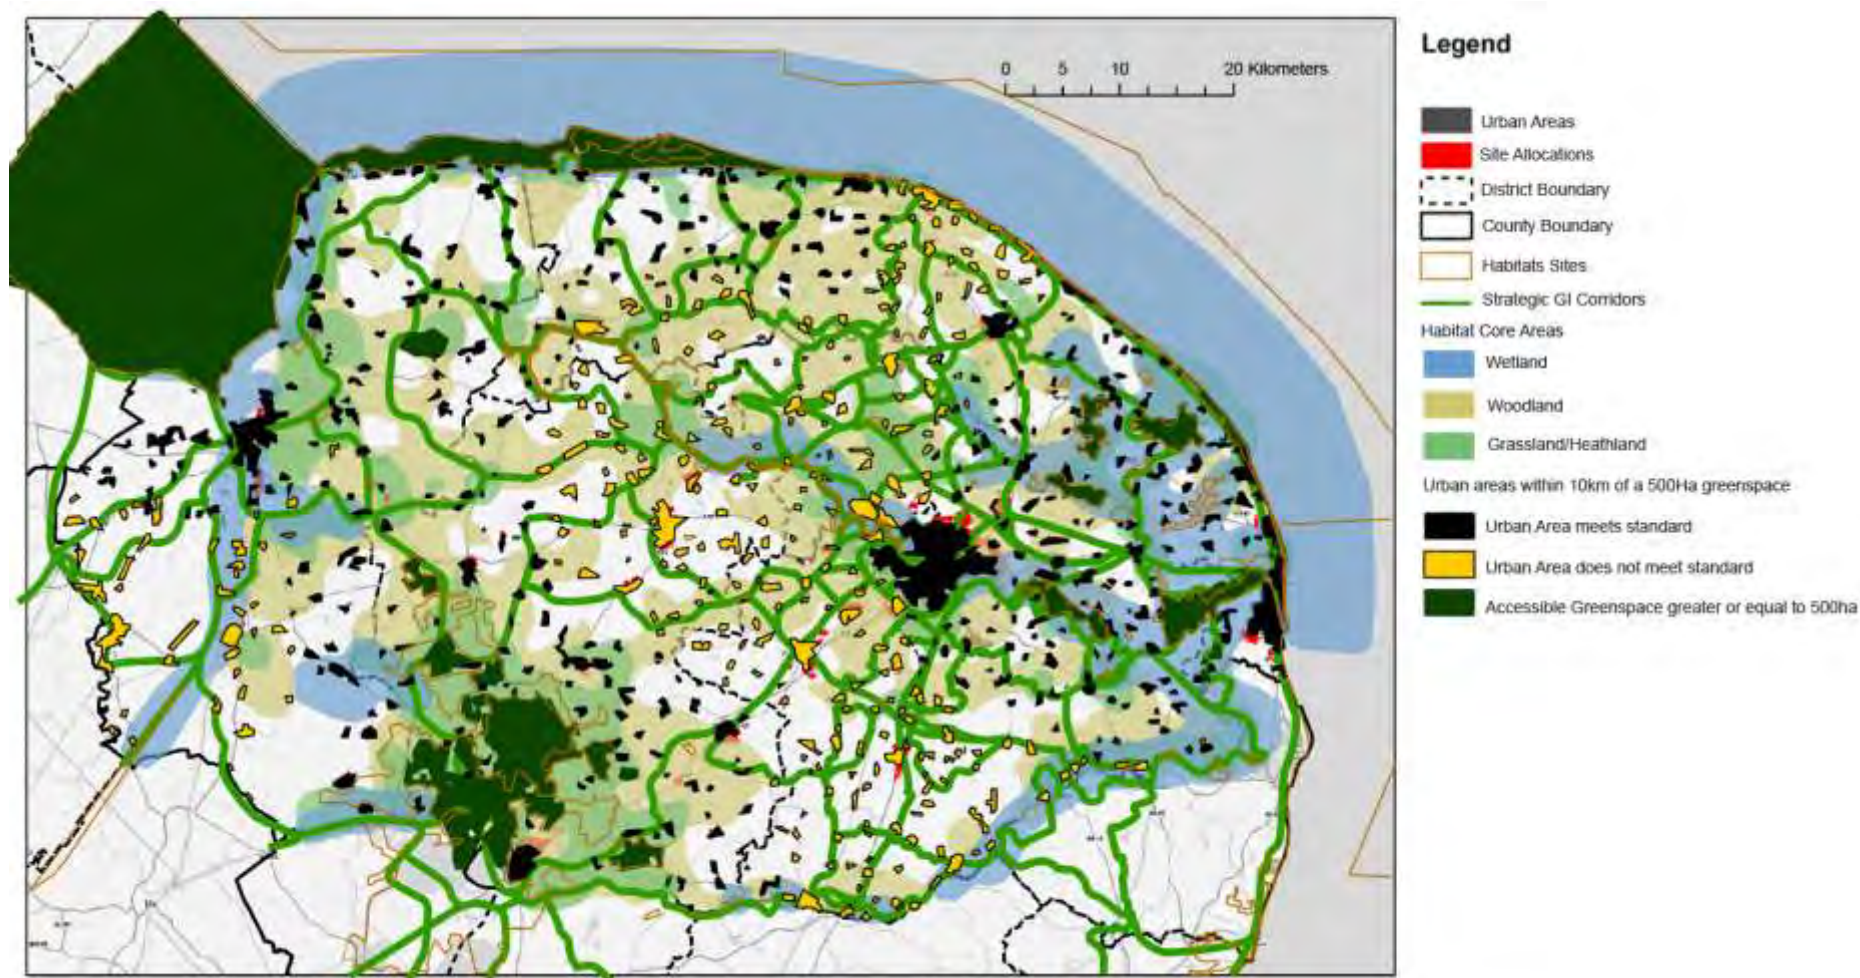 Legend
0 5 10 20 Kilometers
Urban Areas
Site Allocations
District Boundary
County Boundary
Habitats Sites
Strategic GI Corridors
Habitat Core Areas
Wetland
Woodland
Grassland/Heathland
Urban areas within 10km of a 500Ha greenspace
Urban Area meets standard
Urban Area does not meet standard
Accessible Greenspace greater or equal to 500ha